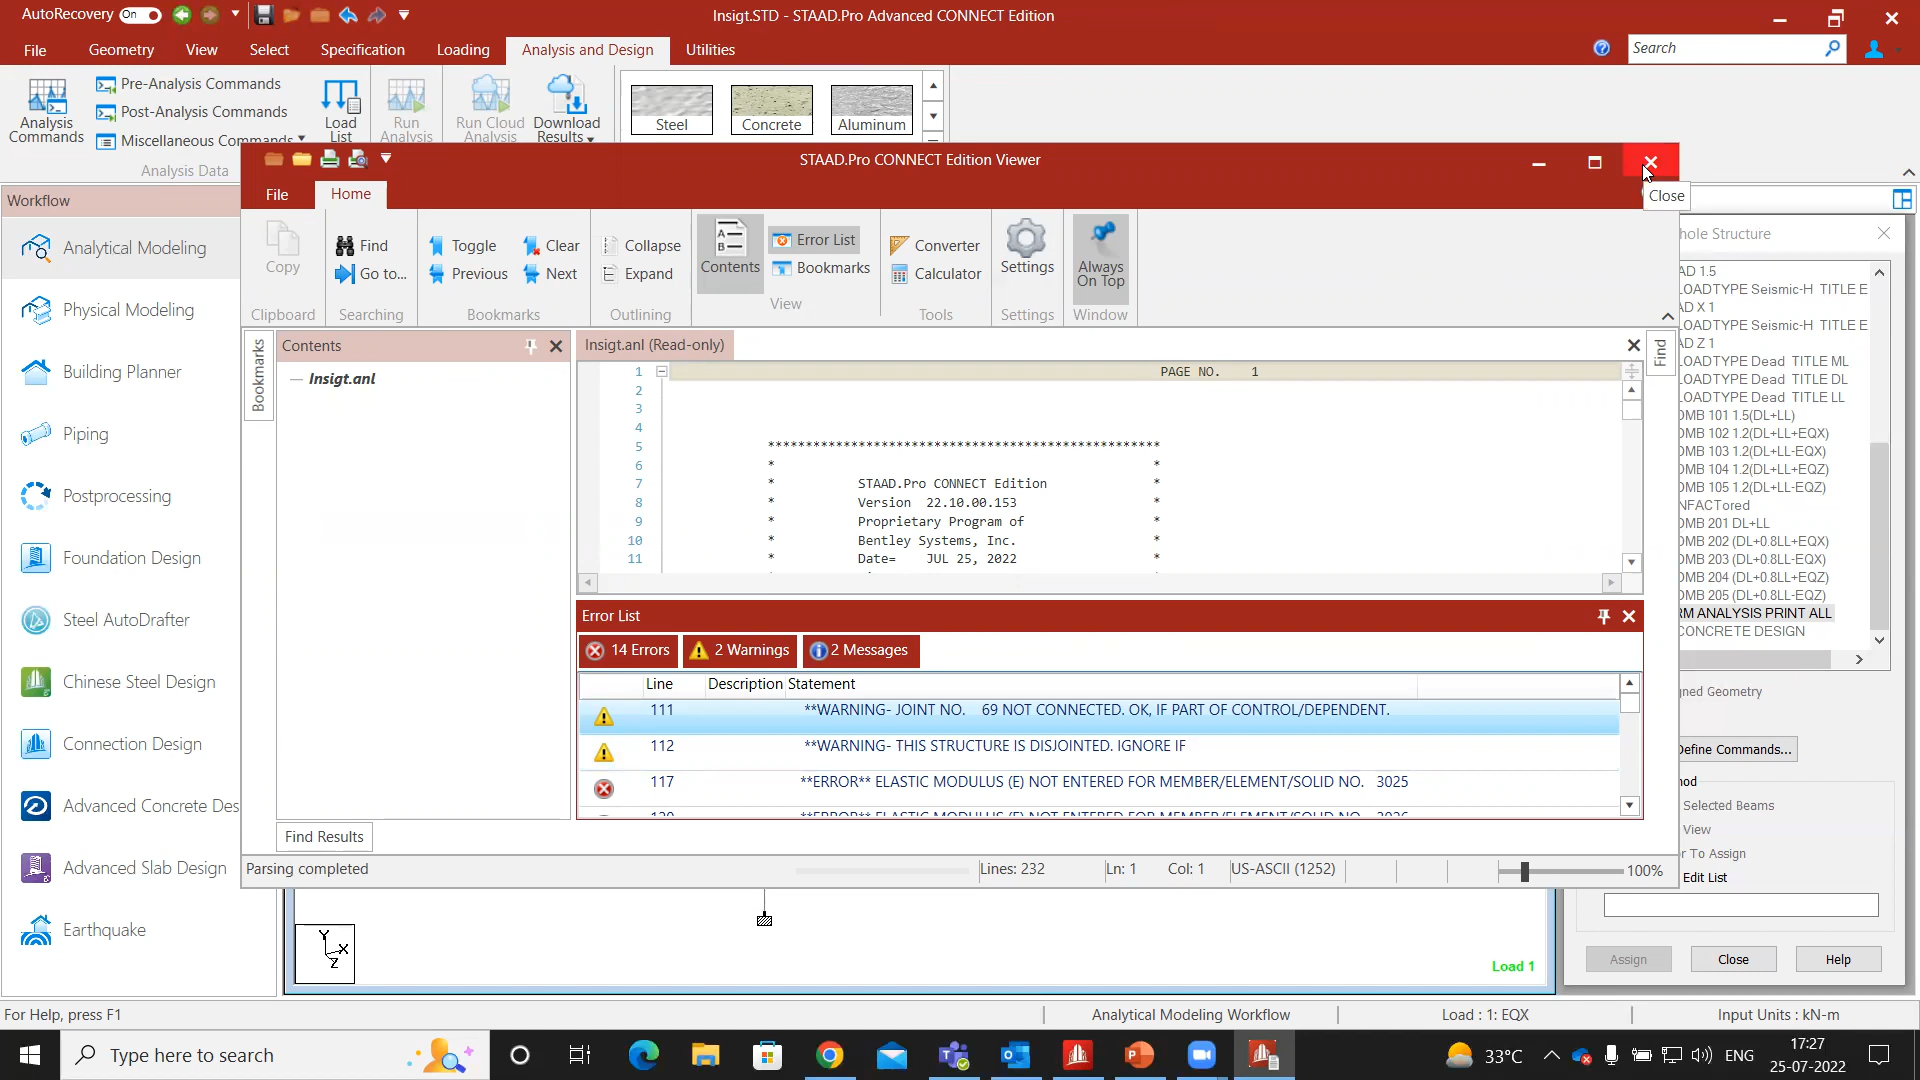 AutoRecovery On
Insigt.STD - STAAD.Pro Advanced CONNECT Edition
File Geometry View Select Specification Loading Analysis and Design Utilities
Search
Analysis Commands
Pre-Analysis Commands
Post-Analysis Commands
Miscellaneous Commands
Load List
Run Analysis
Run Cloud Analysis
Download Results
Steel Concrete Aluminum
Analysis Data
STAAD.Pro CONNECT Edition Viewer
Close
File Home
Copy
Find
Go to...
Toggle
Previous
Clear
Next
Collapse
Expand
Contents
Error List
Bookmarks
Converter
Calculator
Settings
Always On Top
Clipboard Searching Bookmarks Outlining View Tools Settings Window
Workflow
Analytical Modeling
Physical Modeling
Building Planner
Piping
Postprocessing
Foundation Design
Steel AutoDrafter
Chinese Steel Design
Connection Design
Advanced Concrete Des
Advanced Slab Design
Earthquake
Bookmarks
Contents
Insigt.anl
Insigt.anl (Read-only)
Find
1 PAGE NO. 1
2
3
4
5 ****************************************************
6 * *
7 * STAAD.Pro CONNECT Edition *
8 * Version 22.10.00.153 *
9 * Proprietary Program of *
10 * Bentley Systems, Inc. *
11 * Date= JUL 25, 2022 *
Error List
14 Errors 2 Warnings 2 Messages
Line Description Statement
111 **WARNING- JOINT NO. 69 NOT CONNECTED. OK, IF PART OF CONTROL/DEPENDENT.
112 **WARNING- THIS STRUCTURE IS DISJOINTED. IGNORE IF
117 **ERROR** ELASTIC MODULUS (E) NOT ENTERED FOR MEMBER/ELEMENT/SOLID NO. 3025
120 **ERROR** ELASTIC MODULUS (E) NOT ENTERED FOR MEMBER/ELEMENT/SOLID NO. 3026
Find Results
Parsing completed
Lines: 232 Ln: 1 Col: 1 US-ASCII (1252) 100%
hole Structure
AD 1.5
LOADTYPE Seismic-H TITLE E
AD X 1
LOADTYPE Seismic-H TITLE E
AD Z 1
LOADTYPE Dead TITLE ML
LOADTYPE Dead TITLE DL
LOADTYPE Dead TITLE LL
OMB 101 1.5(DL+LL)
OMB 102 1.2(DL+LL+EQX)
OMB 103 1.2(DL+LL-EQX)
OMB 104 1.2(DL+LL+EQZ)
OMB 105 1.2(DL+LL-EQZ)
NFACTored
OMB 201 DL+LL
OMB 202 (DL+0.8LL+EQX)
OMB 203 (DL+0.8LL-EQX)
OMB 204 (DL+0.8LL+EQZ)
OMB 205 (DL+0.8LL-EQZ)
RM ANALYSIS PRINT ALL
CONCRETE DESIGN
gned Geometry
Define Commands...
hod
Selected Beams
View
r To Assign
Edit List
Assign Close Help
Y
X
Z
Load 1
For Help, press F1
Analytical Modeling Workflow
Load : 1: EQX
Input Units : kN-m
Type here to search
33°C
ENG
17:27
25-07-2022